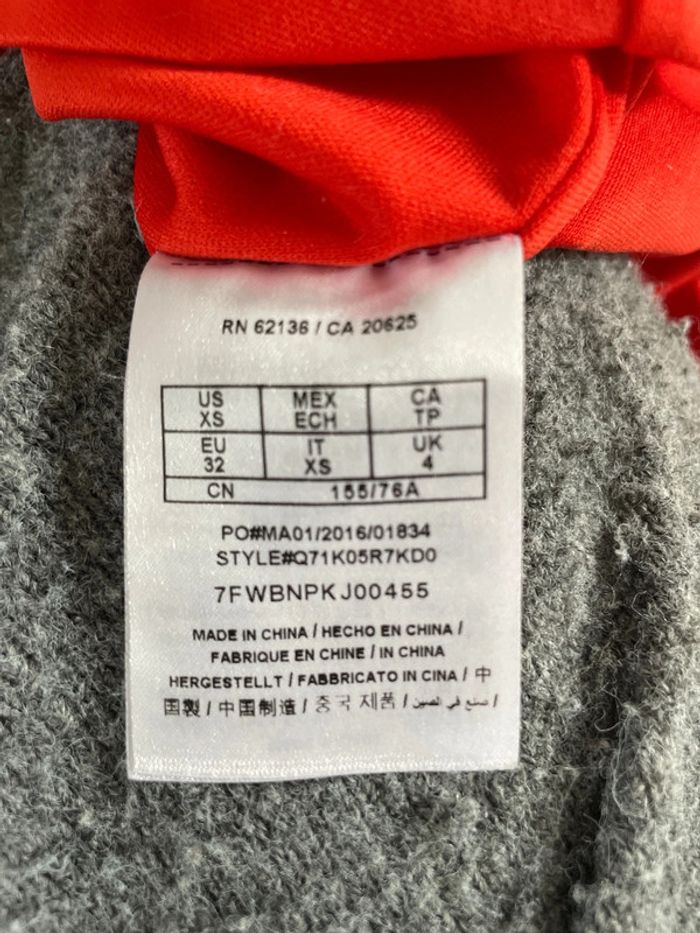 RN 62136 / CA 20625
US MEX CA
XS ECH TP
EU IT UK
32 XS 4
CN 155/76A
PO#MA01/2016/01834
STYLE#Q71K05R7KD0
7FWBNPKJ00455
MADE IN CHINA / HECHO EN CHINA /
FABRIQUE EN CHINE / IN CHINA
HERGESTELLT / FABBRICATO IN CINA / 中
国製 / 中国制造 / 중국 제품 / صنع في الصين /